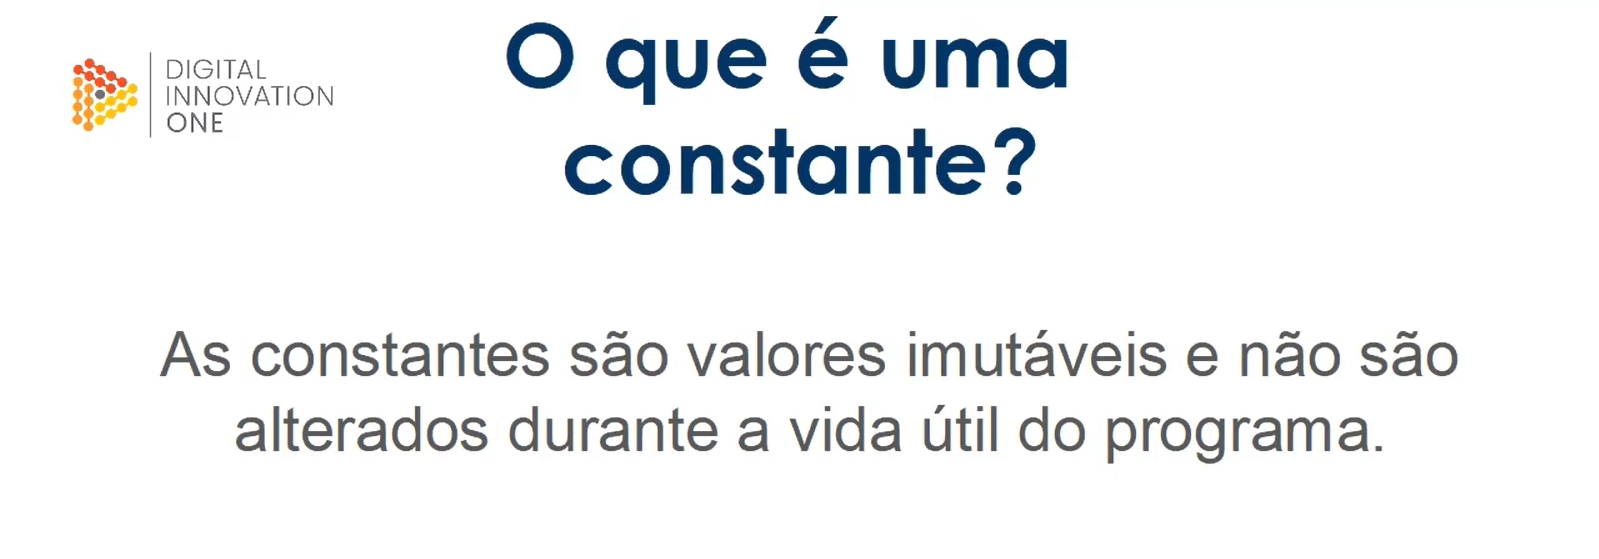 DIGITAL
INNOVATION
ONE
O que é uma
constante?
As constantes são valores imutáveis e não são
alterados durante a vida útil do programa.